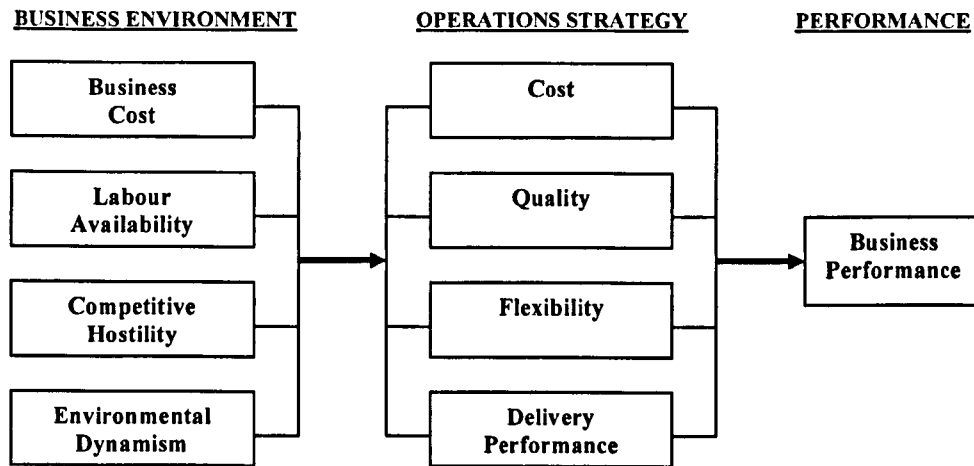 BUSINESS ENVIRONMENT
OPERATIONS STRATEGY
PERFORMANCE
Business
Cost
Labour
Availability
Competitive
Hostility
Environmental
Dynamism
Cost
Quality
Flexibility
Delivery
Performance
Business
Performance